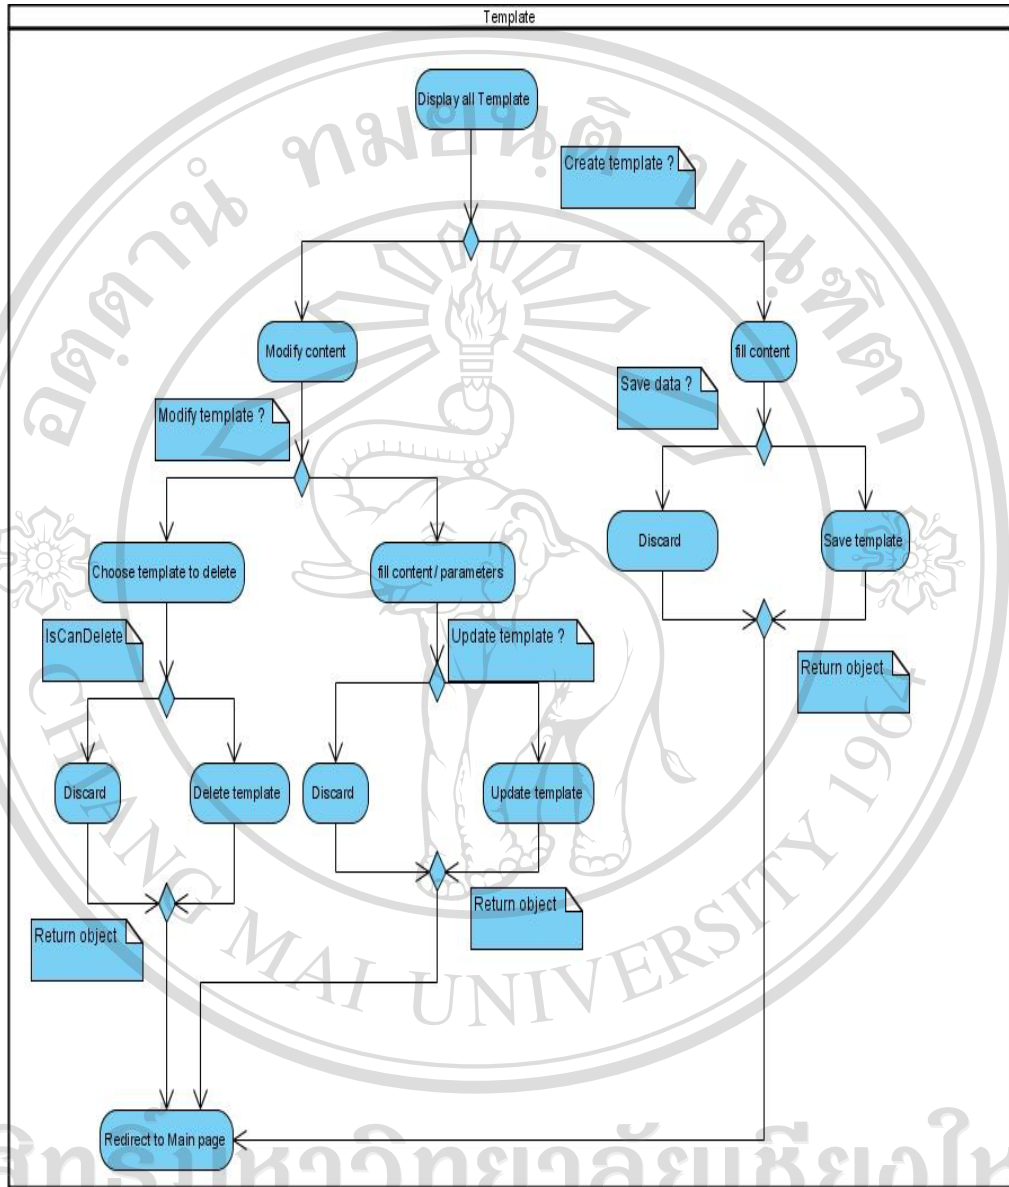 Template
Display all Template
Create template ?
Modify content
fill content
Modify template ?
Save data ?
Choose template to delete
fill content / parameters
Discard
Save template
IsCanDelete
Update template ?
Return object
Discard
Delete template
Discard
Update template
Return object
Return object
Redirect to Main page
CHIANG MAI UNIVERSITY 1964